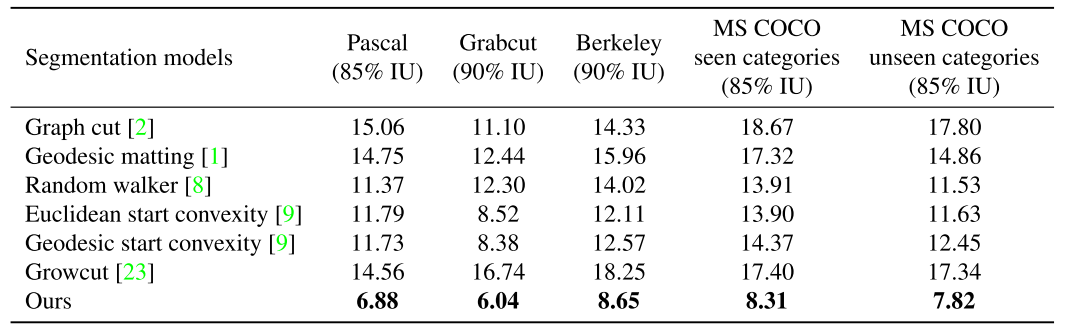 Segmentation models Pascal (85% IU) Grabcut (90% IU) Berkeley (90% IU) MS COCO seen categories (85% IU) MS COCO unseen categories (85% IU)
Graph cut [2] 15.06 11.10 14.33 18.67 17.80
Geodesic matting [1] 14.75 12.44 15.96 17.32 14.86
Random walker [8] 11.37 12.30 14.02 13.91 11.53
Euclidean start convexity [9] 11.79 8.52 12.11 13.90 11.63
Geodesic start convexity [9] 11.73 8.38 12.57 14.37 12.45
Growcut [23] 14.56 16.74 18.25 17.40 17.34
Ours 6.88 6.04 8.65 8.31 7.82